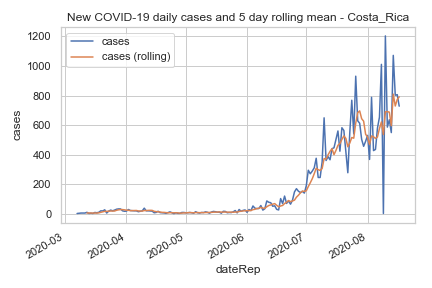 New COVID-19 daily cases and 5 day rolling mean - Costa_Rica
cases
cases (rolling)
1200
1000
800
600
400
200
0
cases
2020-03
2020-04
2020-05
2020-06
2020-07
2020-08
dateRep